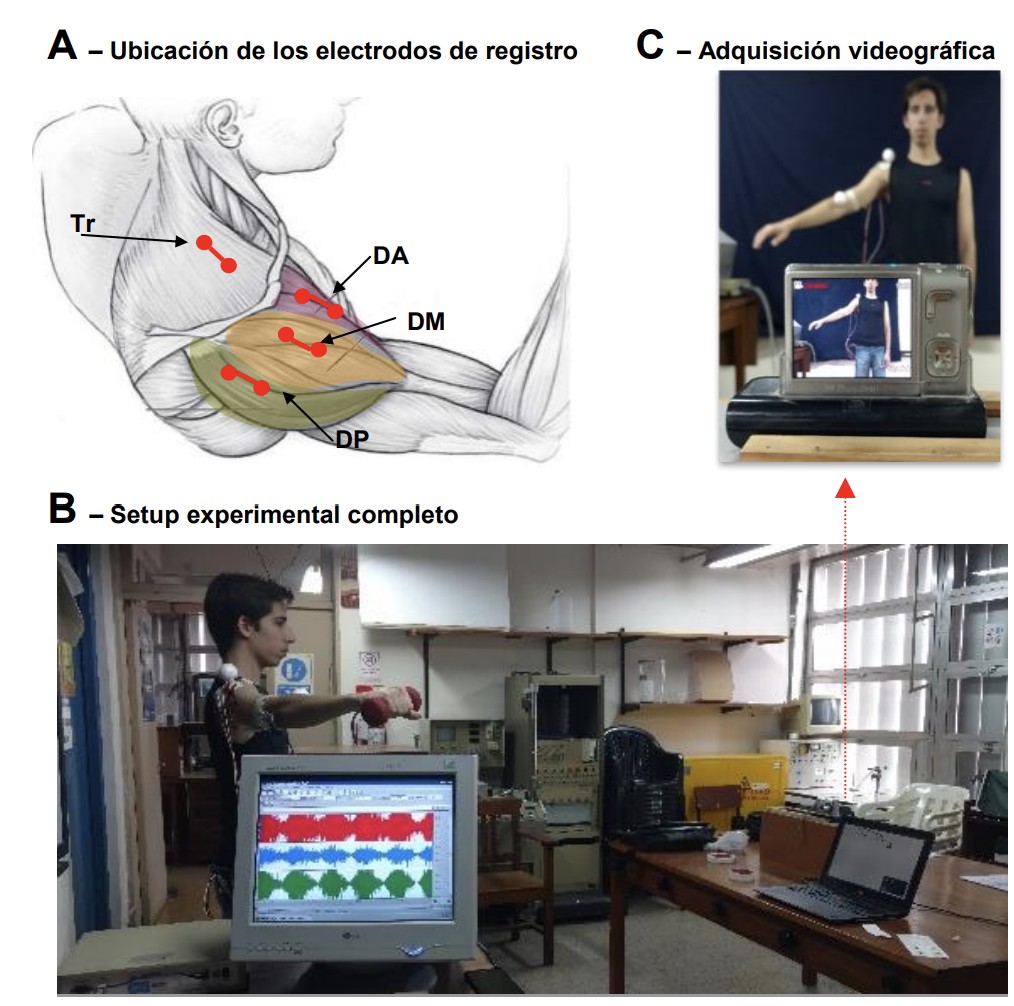 A – Ubicación de los electrodos de registro
C – Adquisición videográfica
Tr
DA
DM
DP
B – Setup experimental completo